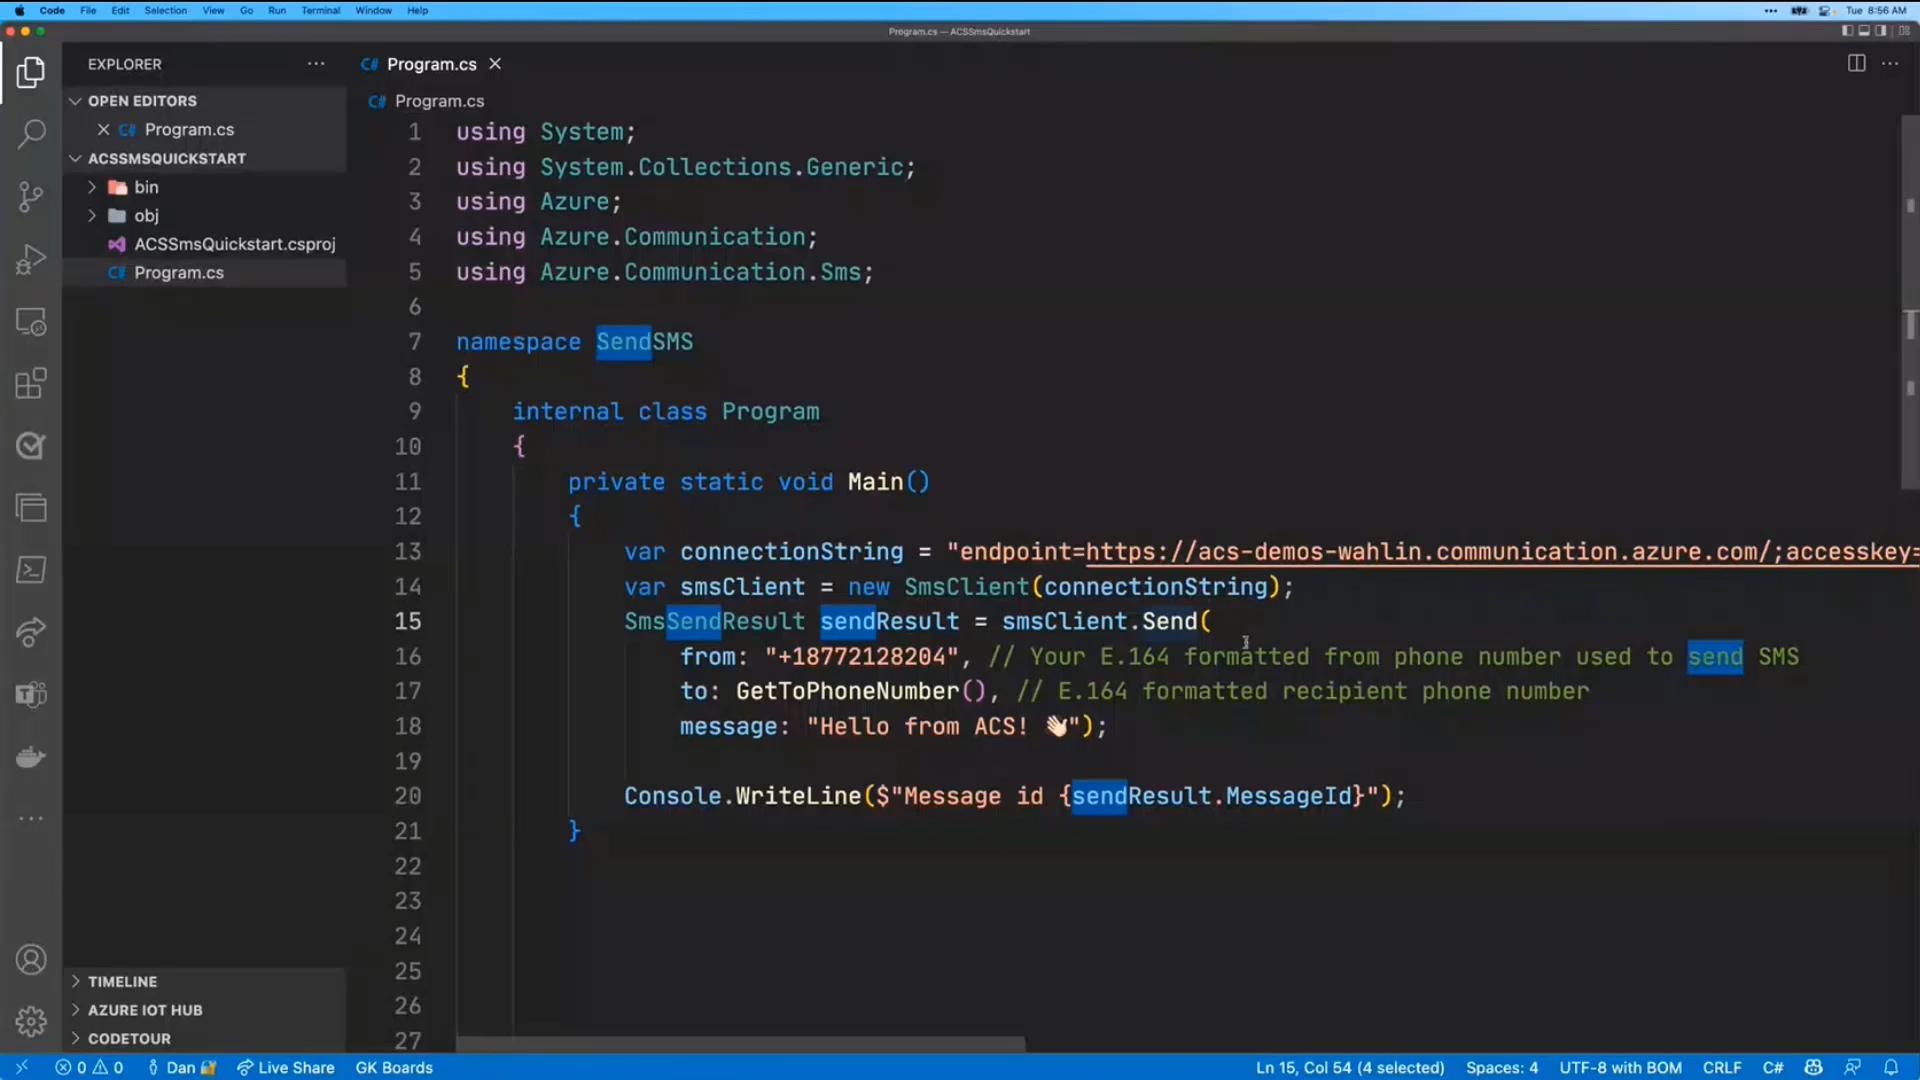 Code File Edit Selection View Go Run Terminal Window Help
Tue 8:56 AM
Program.cs — ACSSmsQuickstart
EXPLORER
OPEN EDITORS
Program.cs
ACSSMSQUICKSTART
bin
obj
ACSSmsQuickstart.csproj
C# Program.cs
TIMELINE
AZURE IOT HUB
CODETOUR
C# Program.cs
C# Program.cs
1 using System;
2 using System.Collections.Generic;
3 using Azure;
4 using Azure.Communication;
5 using Azure.Communication.Sms;
6
7 namespace SendSMS
8 {
9 internal class Program
10 {
11 private static void Main()
12 {
13 var connectionString = "endpoint=https://acs-demos-wahlin.communication.azure.com/;accesskey=
14 var smsClient = new SmsClient(connectionString);
15 SmsSendResult sendResult = smsClient.Send(
16 from: "+18772128204", // Your E.164 formatted from phone number used to send SMS
17 to: GetToPhoneNumber(), // E.164 formatted recipient phone number
18 message: "Hello from ACS! 👋🏻");
19
20 Console.WriteLine($"Message id {sendResult.MessageId}");
21 }
22
23
24
25
26
27
0 0 Dan Live Share GK Boards Ln 15, Col 54 (4 selected) Spaces: 4 UTF-8 with BOM CRLF C#